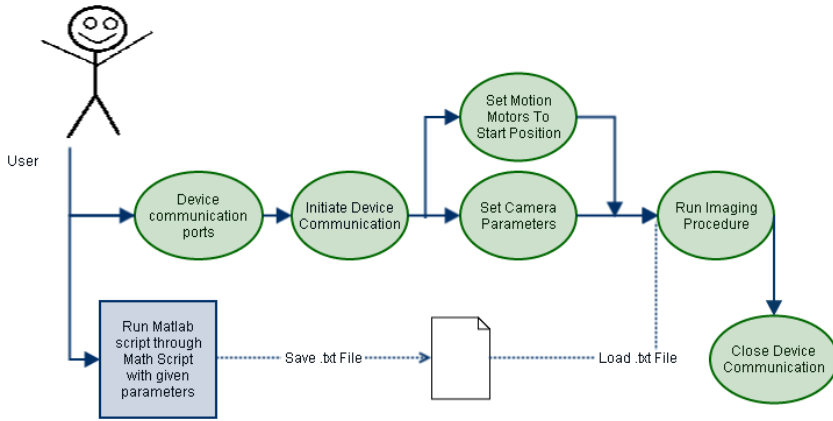 User
Device
communication
ports
Initiate Device
Communication
Set Motion
Motors To
Start Position
Set Camera
Parameters
Run Imaging
Procedure
Close Device
Communication
Run Matlab
script through
Math Script
with given
parameters
Save .txt File
Load .txt File